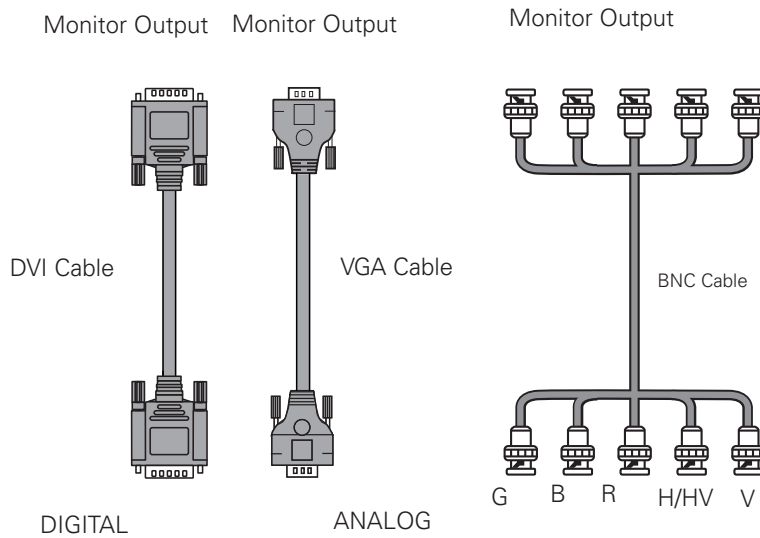 Monitor Output
Monitor Output
Monitor Output
DVI Cable
VGA Cable
BNC Cable
G
B
R
H/HV
V
DIGITAL
ANALOG